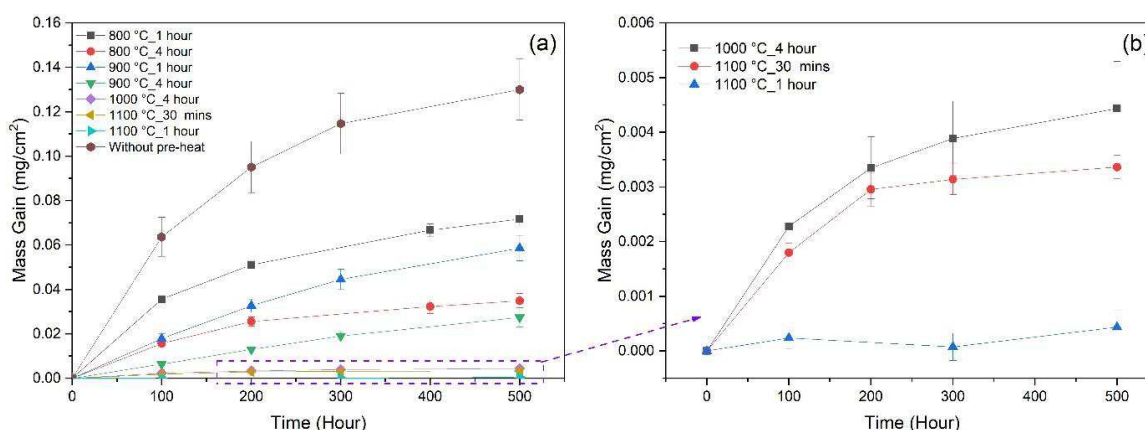 (a)
800 °C_1 hour
800 °C_4 hour
900 °C_1 hour
900 °C_4 hour
1000 °C_4 hour
1100 °C_30 mins
1100 °C_1 hour
Without pre-heat
Mass Gain (mg/cm²)
0.16
0.14
0.12
0.10
0.08
0.06
0.04
0.02
0.00
0 100 200 300 400 500
Time (Hour)
(b)
1000 °C_4 hour
1100 °C_30 mins
1100 °C_1 hour
Mass Gain (mg/cm²)
0.006
0.005
0.004
0.003
0.002
0.001
0.000
0 100 200 300 400 500
Time (Hour)